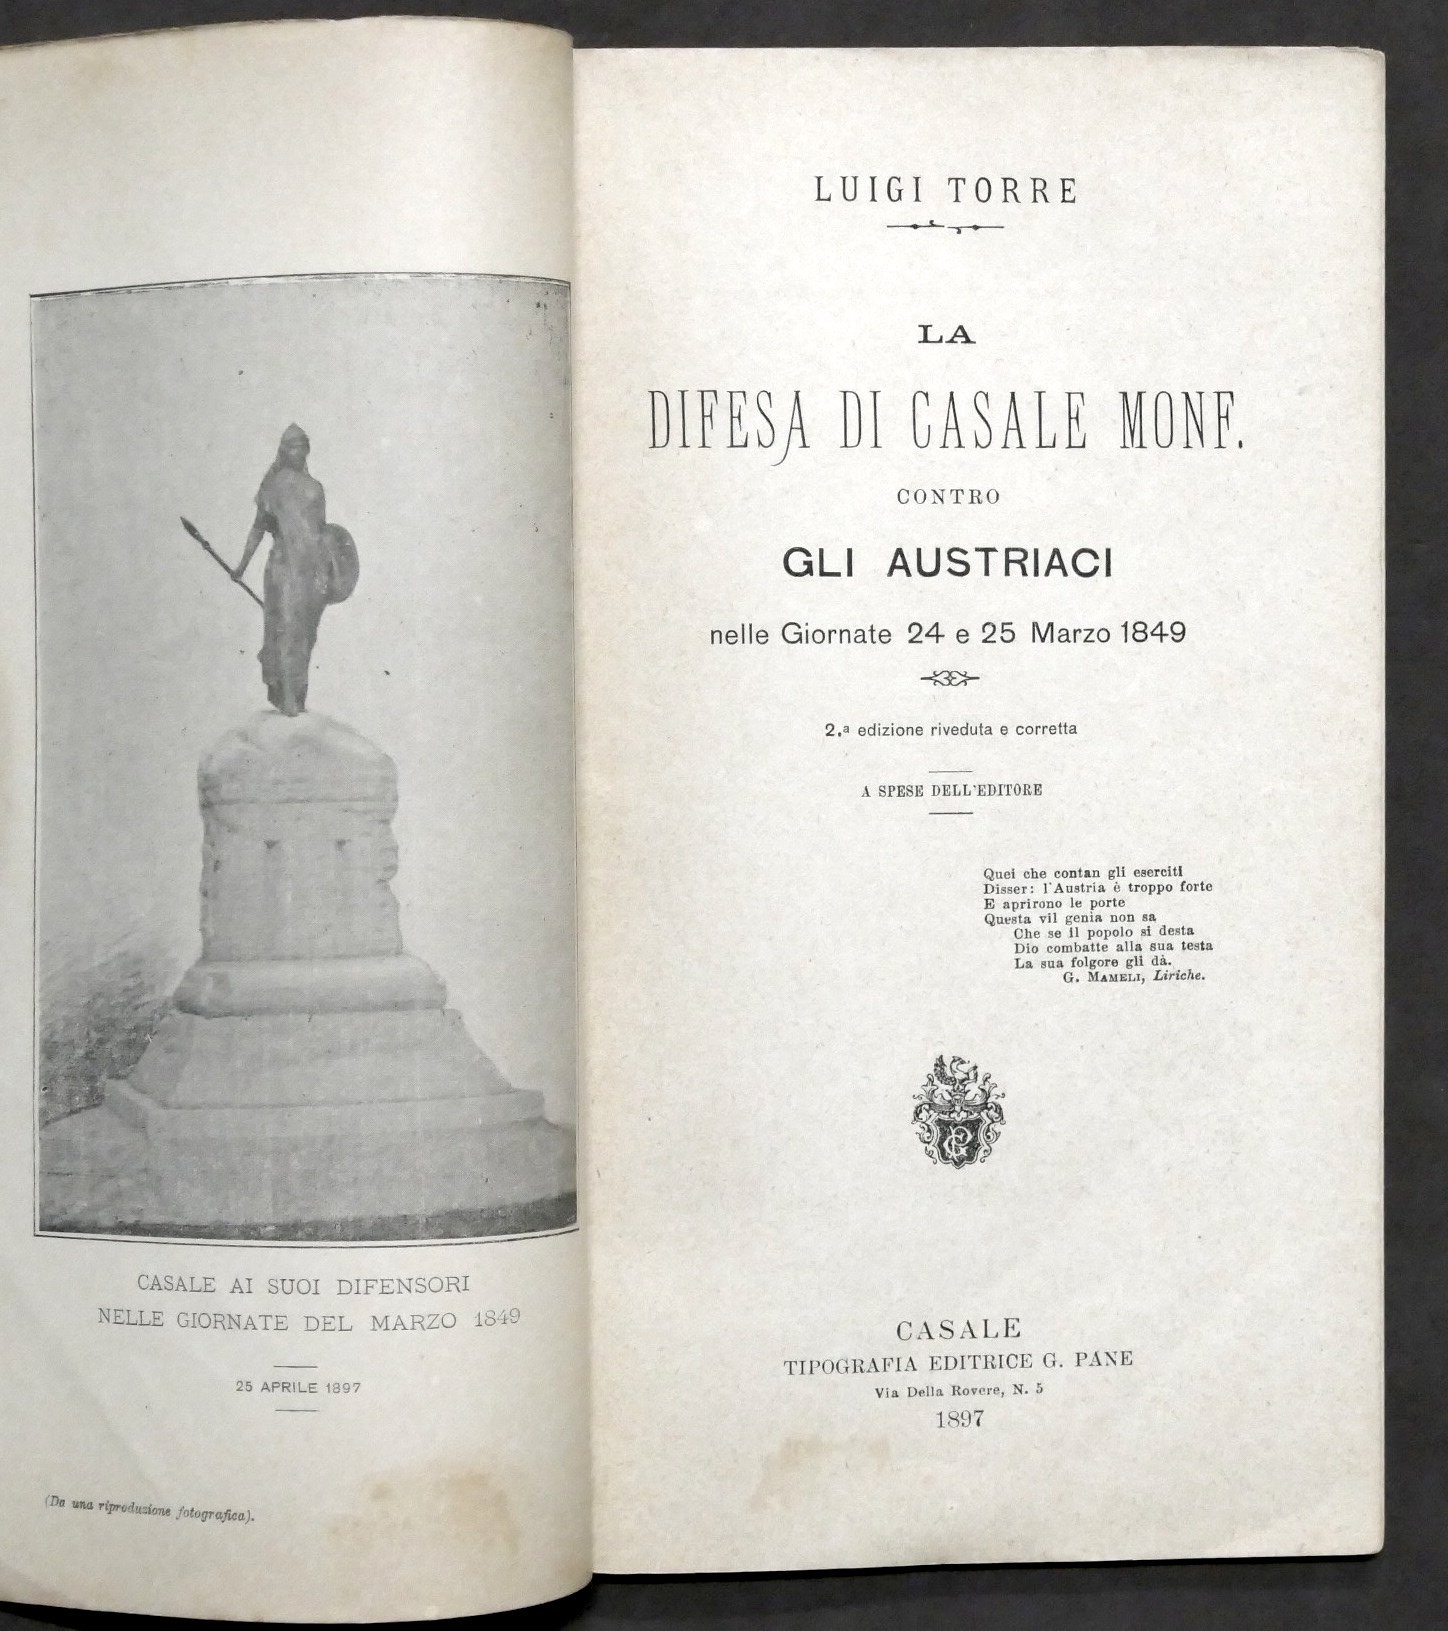 CASALE AI SUOI DIFENSORI
NELLE GIORNATE DEL MARZO 1849
25 APRILE 1897
(Da una riproduzione fotografica).
LUIGI TORRE
LA
DIFESA DI CASALE MONF.
CONTRO
GLI AUSTRIACI
nelle Giornate 24 e 25 Marzo 1849
2.ª edizione riveduta e corretta
A SPESE DELL'EDITORE
Quei che contan gli eserciti
Disser: l'Austria è troppo forte
E aprirono le porte
Questa vil genia non sa
Che se il popolo si desta
Dio combatte alla sua testa
La sua folgore gli dà.
G. MAMELI, Liriche.
CASALE
TIPOGRAFIA EDITRICE G. PANE
Via Della Rovere, N. 5
1897